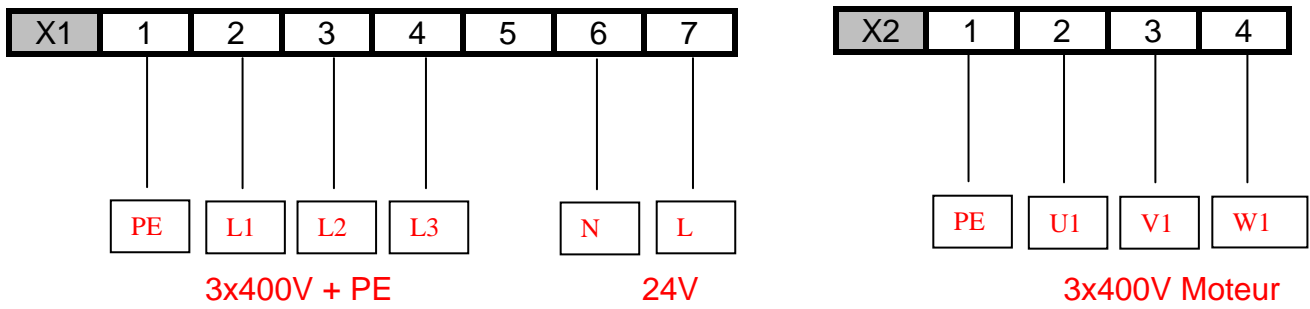 X1 1 2 3 4 5 6 7 X2 1 2 3 4
PE L1 L2 L3 N L PE U1 V1 W1
3x400V + PE 24V 3x400V Moteur